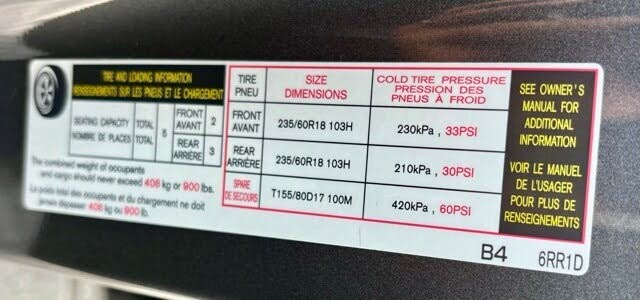 TIRE AND LOADING INFORMATION
RENSEIGNEMENTS SUR LES PNEUS ET LE CHARGEMENT
SEATING CAPACITY TOTAL 5 FRONT AVANT 2
NOMBRE DE PLACES TOTAL REAR ARRIÈRE 3
The combined weight of occupants
and cargo should never exceed 408 kg or 900 lbs.
Le poids total des occupants et du chargement ne doit
jamais dépasser 408 kg ou 900 lb.
TIRE PNEU SIZE DIMENSIONS COLD TIRE PRESSURE PRESSION DES PNEUS À FROID
FRONT AVANT 235/60R18 103H 230kPa , 33PSI
REAR ARRIÈRE 235/60R18 103H 210kPa , 30PSI
SPARE DE SECOURS T155/80D17 100M 420kPa , 60PSI
SEE OWNER'S
MANUAL FOR
ADDITIONAL
INFORMATION
VOIR LE MANUEL
DE L'USAGER
POUR PLUS DE
RENSEIGNEMENTS
B4 6RR1D